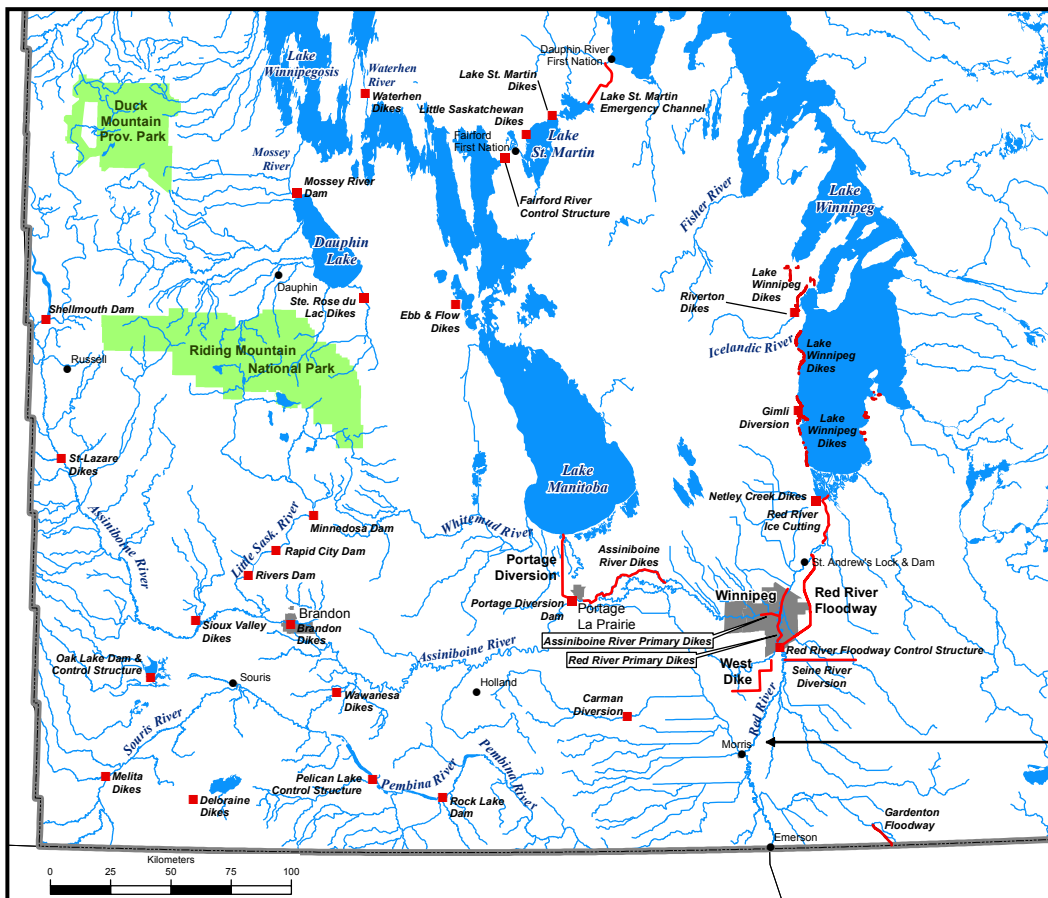 Dauphin River
First Nation
Lake
Winnipegosis
Waterhen
River
Waterhen
Dikes
Lake St. Martin
Dikes
Lake St. Martin
Emergency Channel
Little Saskatchewan
Dikes
Duck
Mountain
Prov. Park
Fairford
First Nation
Lake
St. Martin
Mossey
River
Mossey River
Dam
Fairford River
Control Structure
Fisher River
Lake
Winnipeg
Dauphin
Lake
Dauphin
Lake
Winnipeg
Dikes
Ste. Rose du
Lac Dikes
Ebb & Flow
Dikes
Riverton
Dikes
Shellmouth Dam
Icelandic River
Lake
Winnipeg
Dikes
Russell
Riding Mountain
National Park
Gimli
Diversion
Lake
Winnipeg
Dikes
St-Lazare
Dikes
Lake
Manitoba
Netley Creek Dikes
Red River
Ice Cutting
Assiniboine River
Little Sask. River
Minnedosa Dam
Whitemud River
Rapid City Dam
Rivers Dam
Portage
Diversion
Assiniboine
River Dikes
St. Andrew's Lock & Dam
Winnipeg
Red River
Floodway
Portage Diversion
Dam
Portage
La Prairie
Sioux Valley
Dikes
Brandon
Brandon
Dikes
Assiniboine River
Assiniboine River Primary Dikes
Red River Primary Dikes
Red River Floodway Control Structure
Oak Lake Dam &
Control Structure
Souris
West
Dike
Seine River
Diversion
Wawanesa
Dikes
Holland
Carman
Diversion
Red River
Souris River
Morris
Melita
Dikes
Deloraine
Dikes
Pelican Lake
Control Structure
Pembina River
Pembina River
Rock Lake
Dam
Gardenton
Floodway
Emerson
Kilometers
0 25 50 75 100